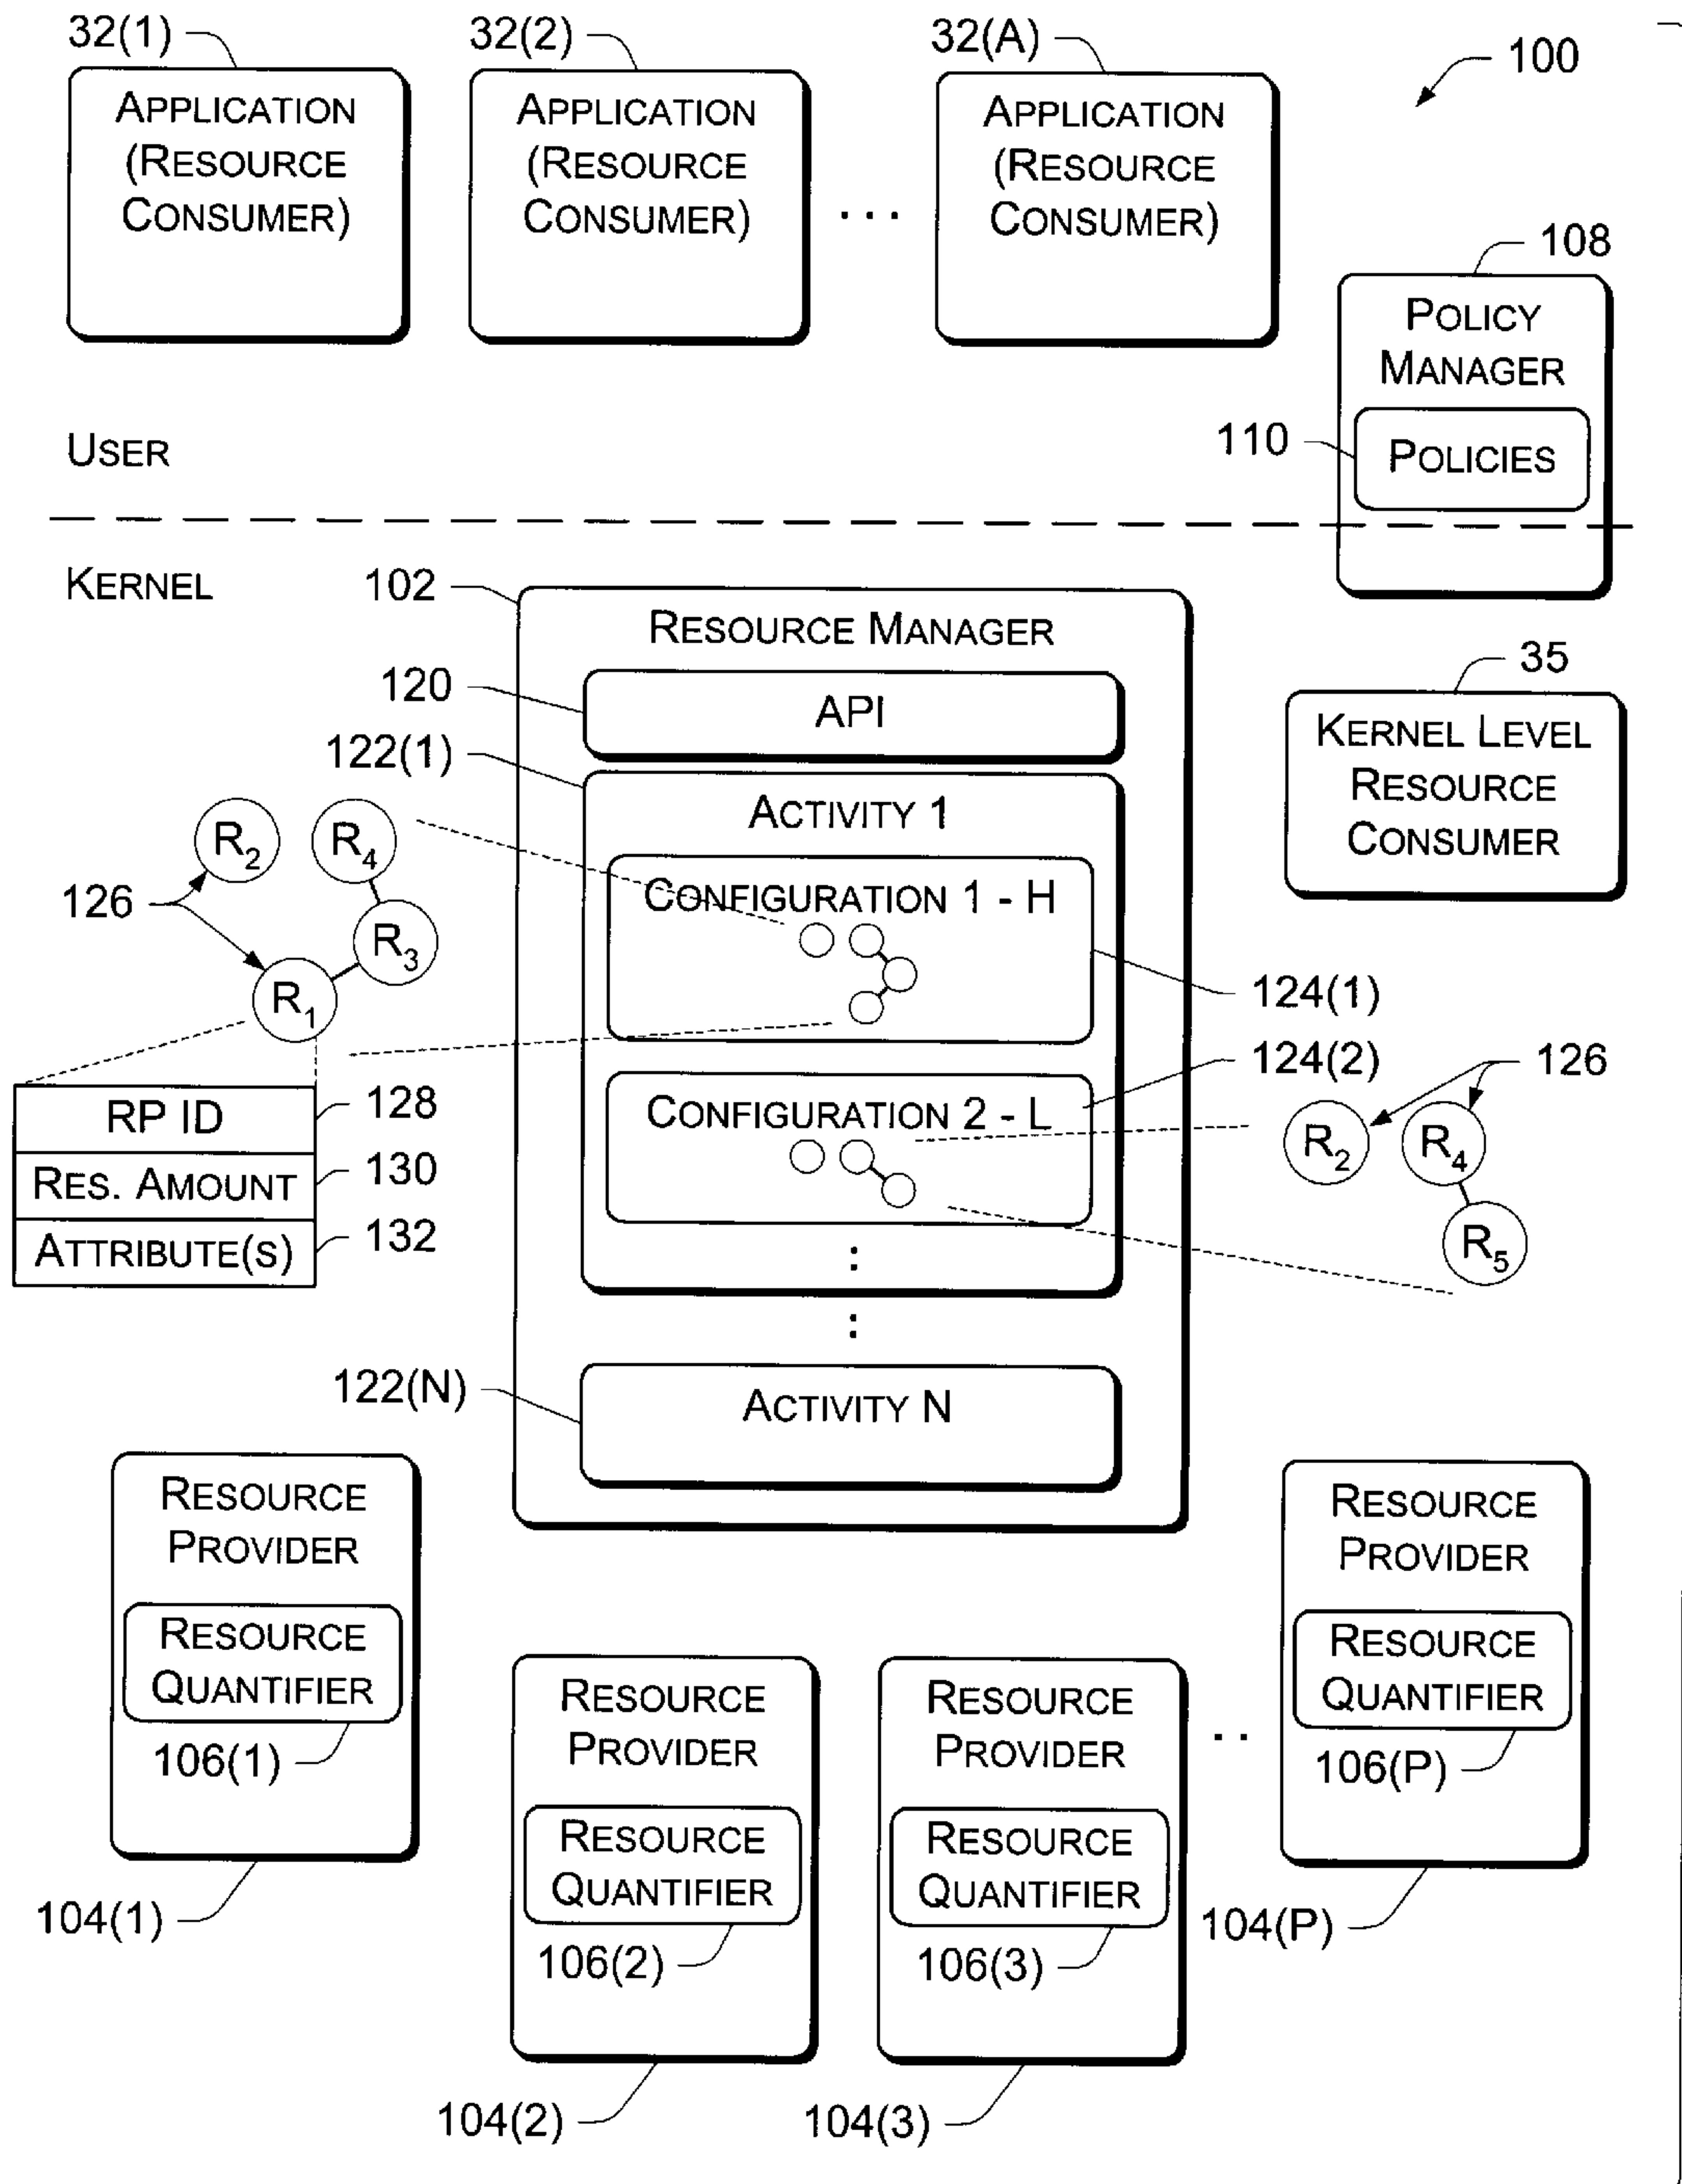 32(1)
32(2)
32(A)
100
APPLICATION
(RESOURCE
CONSUMER)
APPLICATION
(RESOURCE
CONSUMER)
...
APPLICATION
(RESOURCE
CONSUMER)
108
POLICY
MANAGER
110
POLICIES
USER
KERNEL
102
RESOURCE MANAGER
120
API
35
KERNEL LEVEL
RESOURCE
CONSUMER
122(1)
ACTIVITY 1
CONFIGURATION 1 - H
124(1)
R2
R4
126
R3
R1
RP ID
128
RES. AMOUNT
130
ATTRIBUTE(S)
132
124(2)
CONFIGURATION 2 - L
126
R2
R4
R5
:
:
122(N)
ACTIVITY N
RESOURCE
PROVIDER
RESOURCE
QUANTIFIER
106(1)
104(1)
RESOURCE
PROVIDER
RESOURCE
QUANTIFIER
106(2)
104(2)
RESOURCE
PROVIDER
RESOURCE
QUANTIFIER
106(3)
104(3)
..
RESOURCE
PROVIDER
RESOURCE
QUANTIFIER
106(P)
104(P)